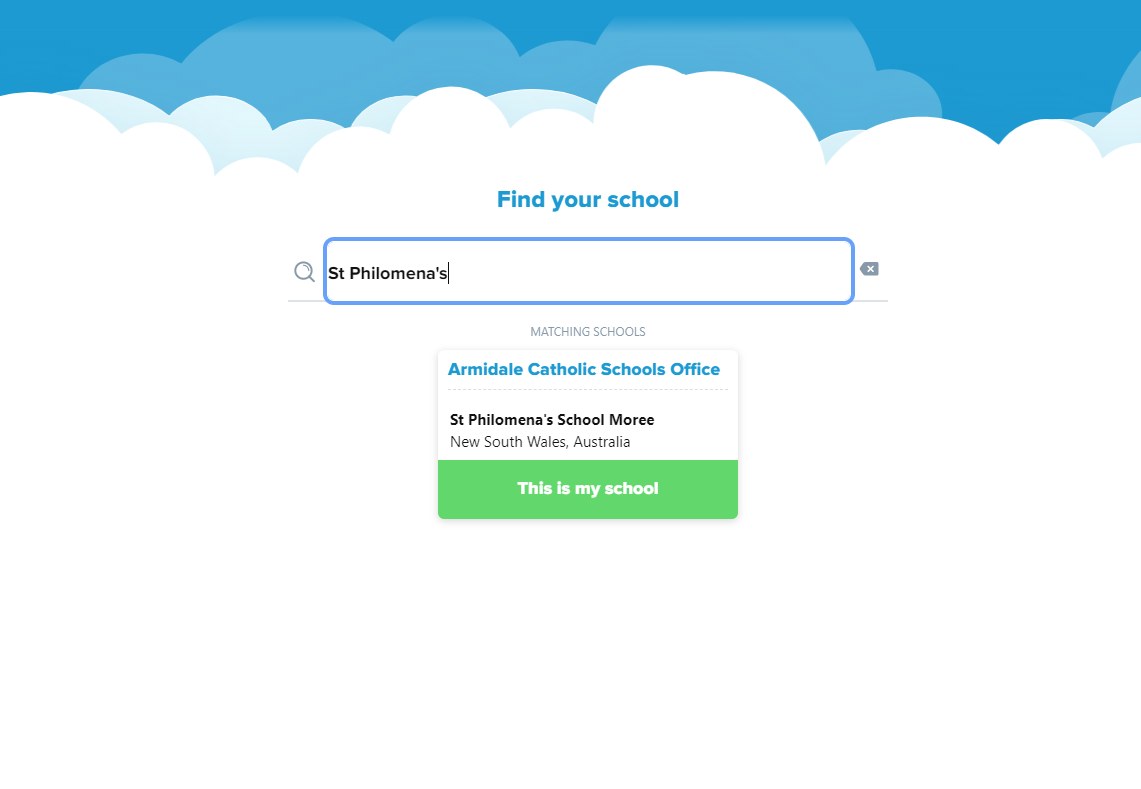 Find your school
St Philomena's
MATCHING SCHOOLS
Armidale Catholic Schools Office
St Philomena's School Moree
New South Wales, Australia
This is my school